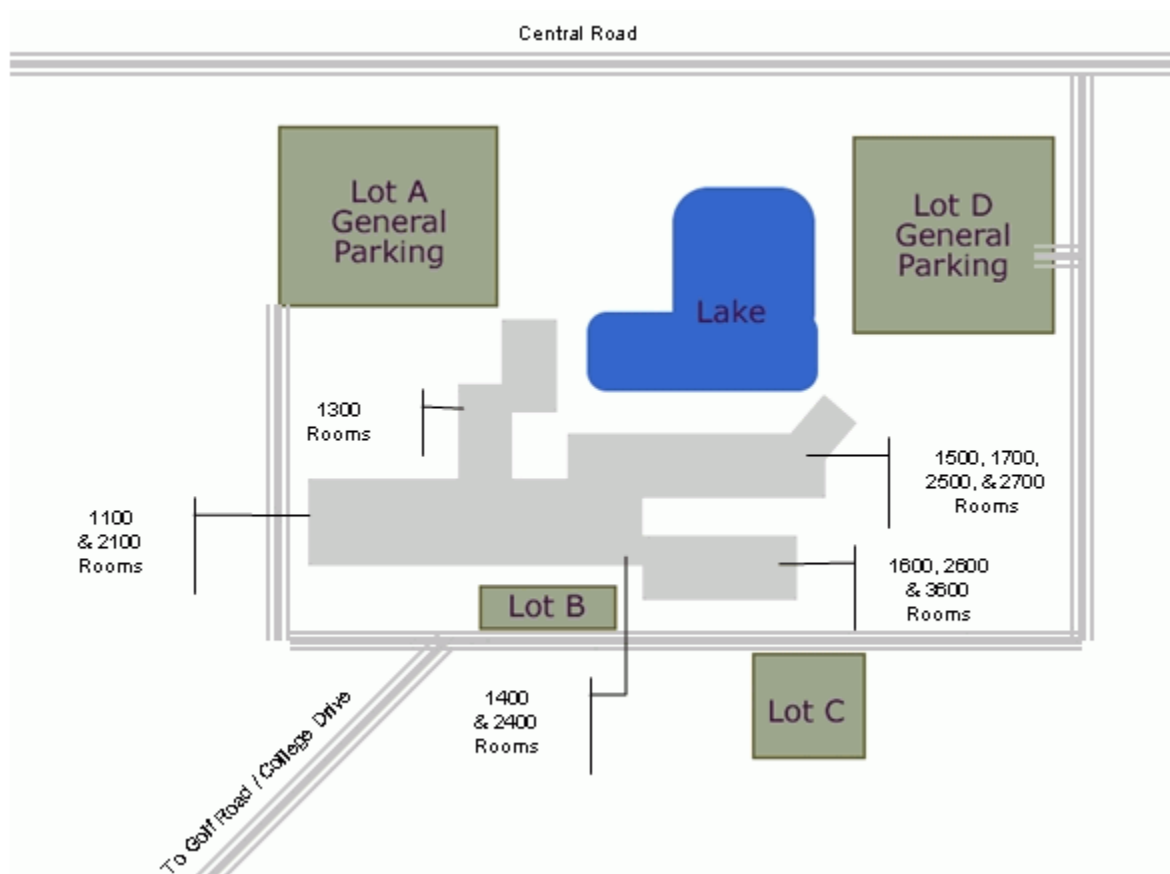 Central Road
Lot A
General
Parking
Lot D
General
Parking
Lake
1300
Rooms
1500, 1700,
2500, & 2700
Rooms
1100
& 2100
Rooms
1600, 2600
& 3600
Rooms
Lot B
1400
& 2400
Rooms
Lot C
To Golf Road / College Drive